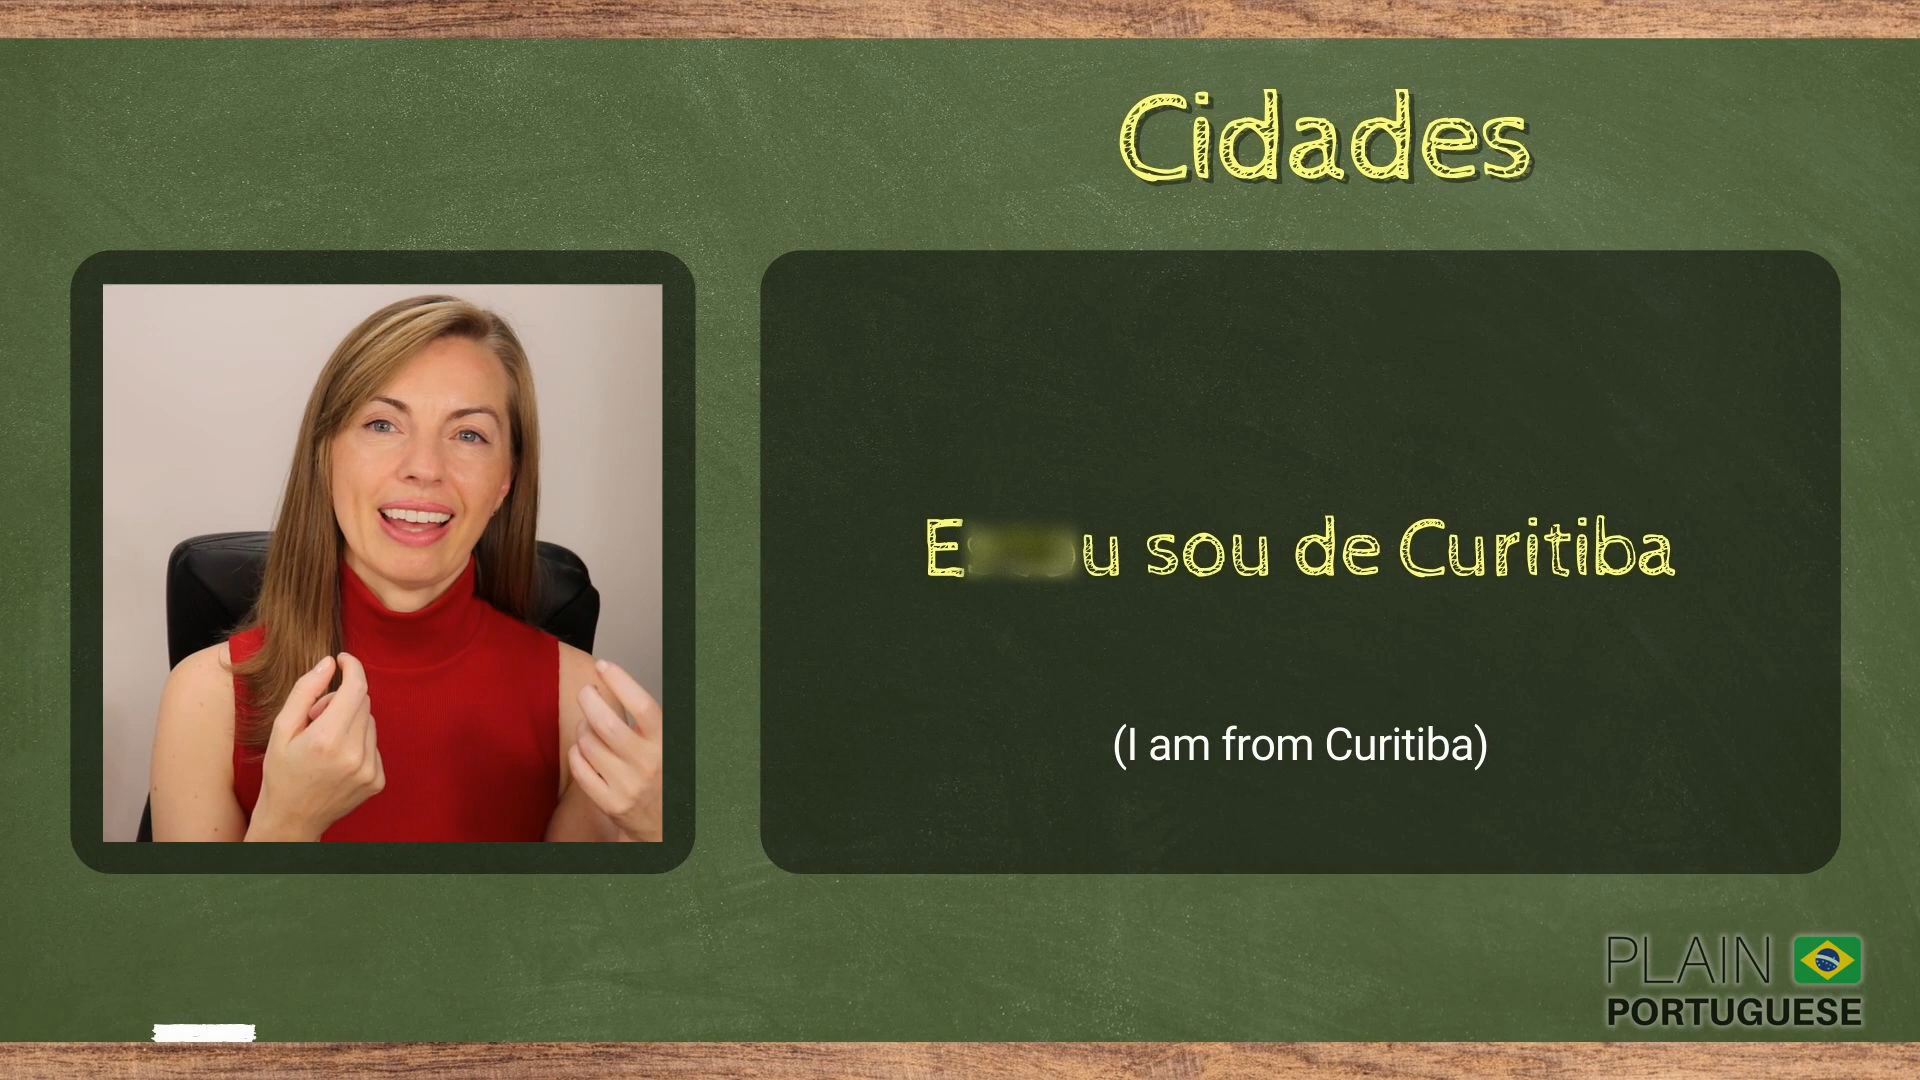 Cidades
E u sou de Curitiba
(I am from Curitiba)
PLAIN
PORTUGUESE